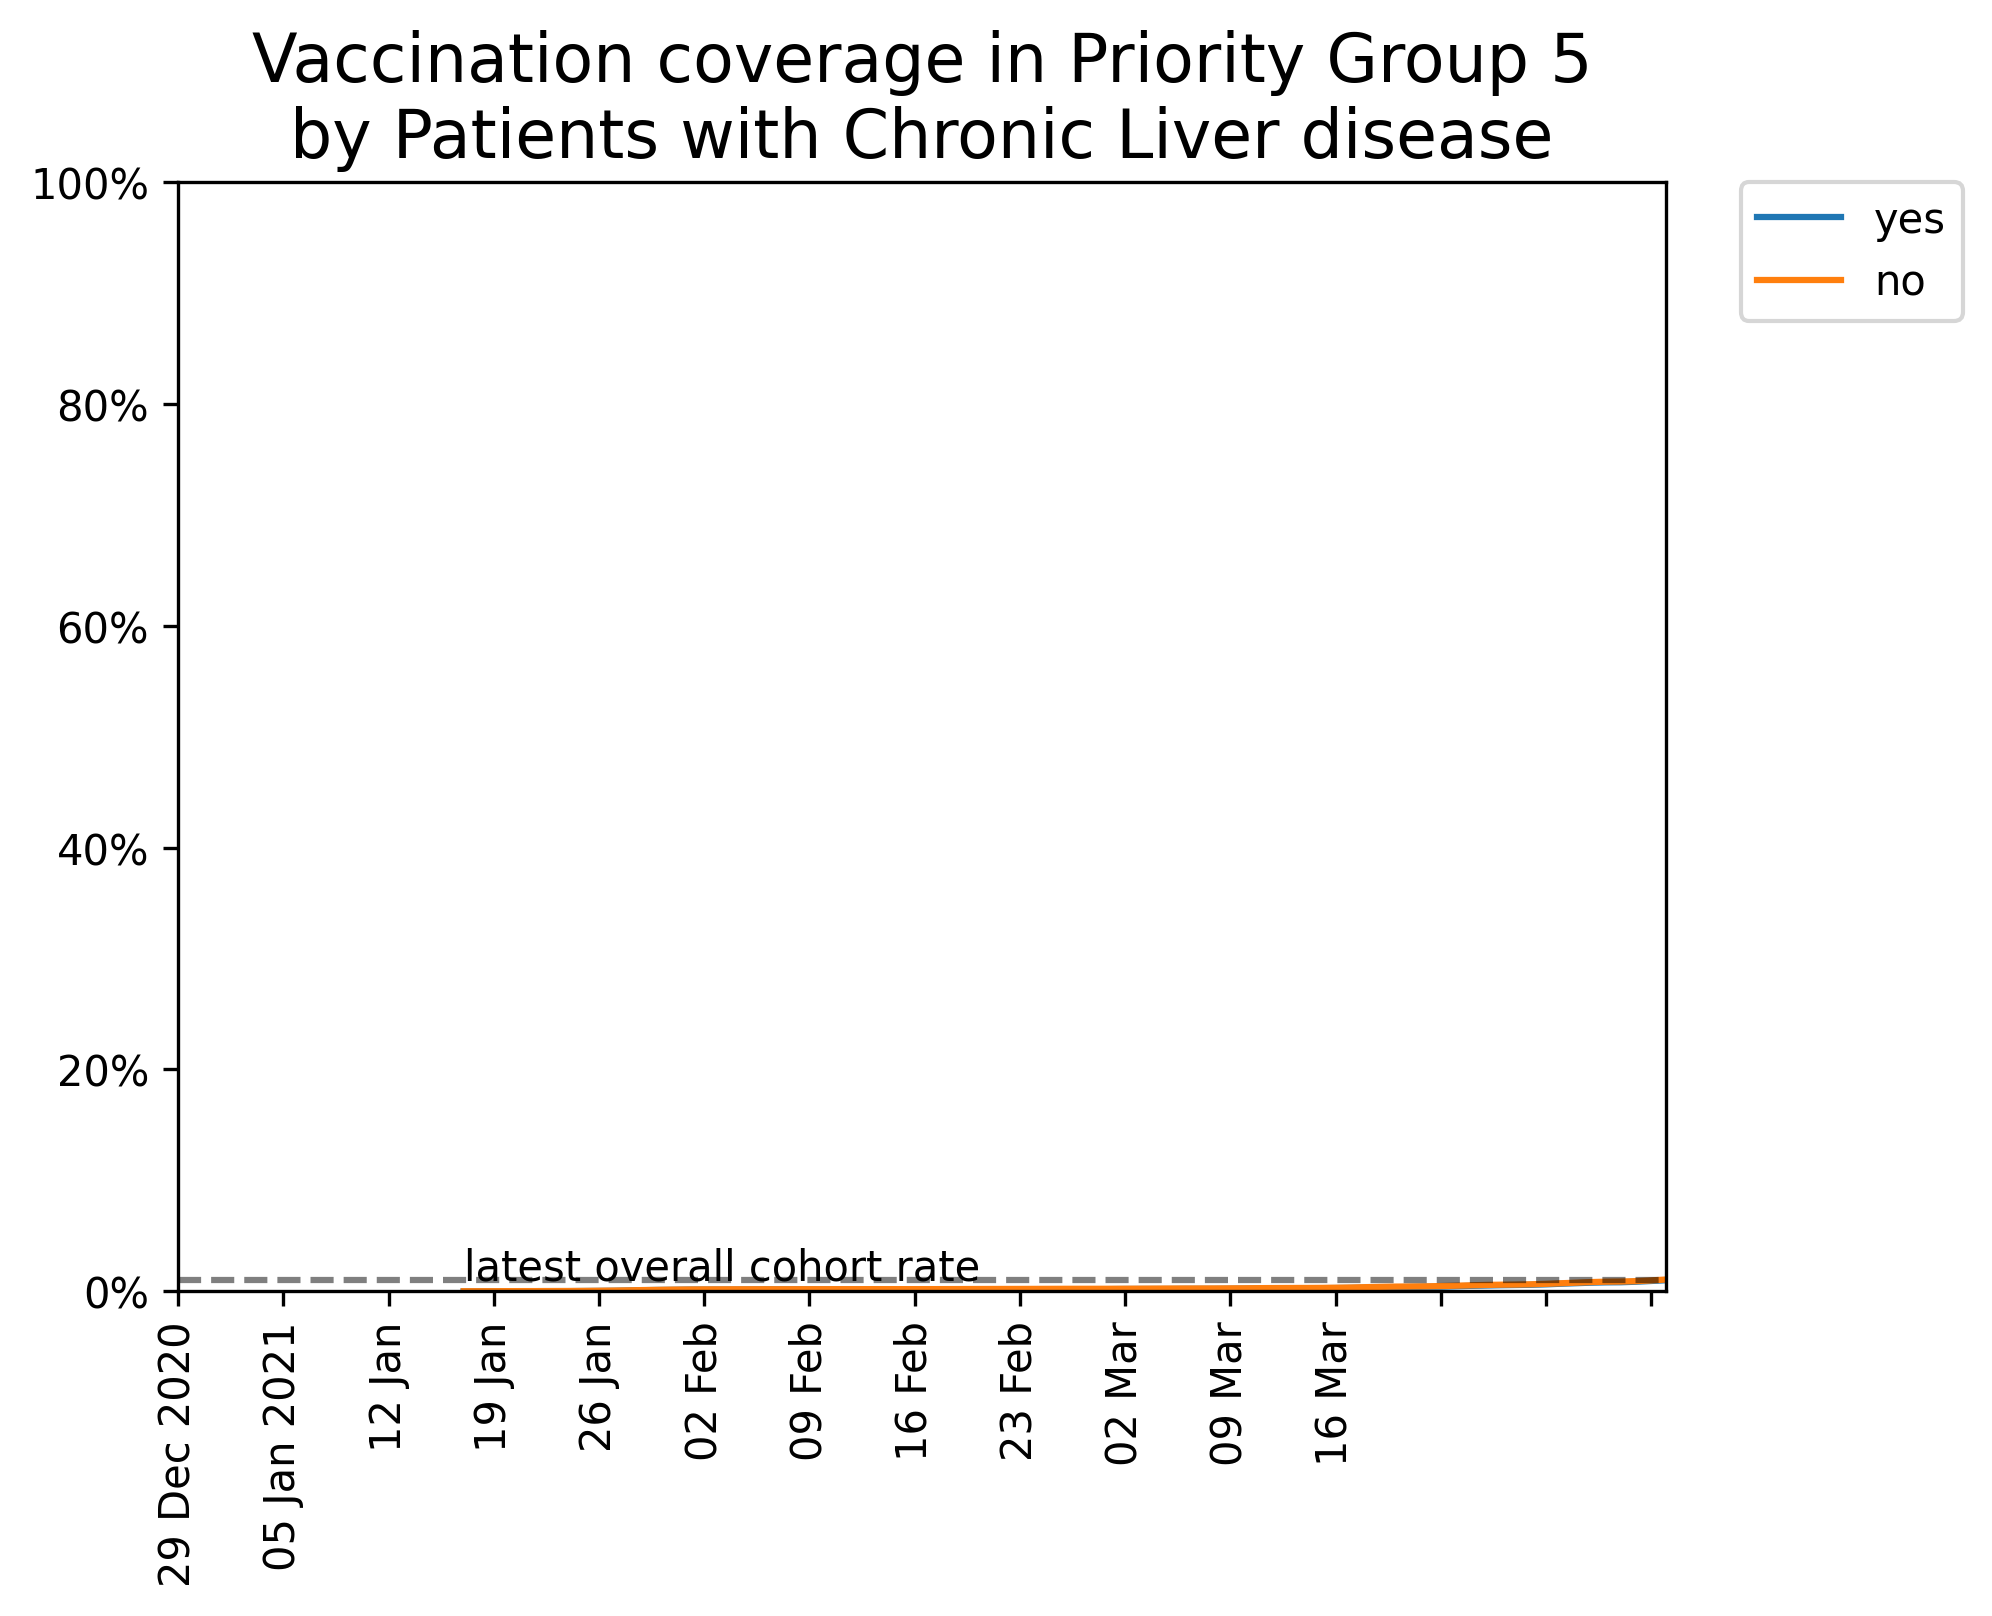 Vaccination coverage in Priority Group 5
by Patients with Chronic Liver disease
100%
80%
60%
40%
20%
0%
latest overall cohort rate
29 Dec 2020
05 Jan 2021
12 Jan
19 Jan
26 Jan
02 Feb
09 Feb
16 Feb
23 Feb
02 Mar
09 Mar
16 Mar
yes
no